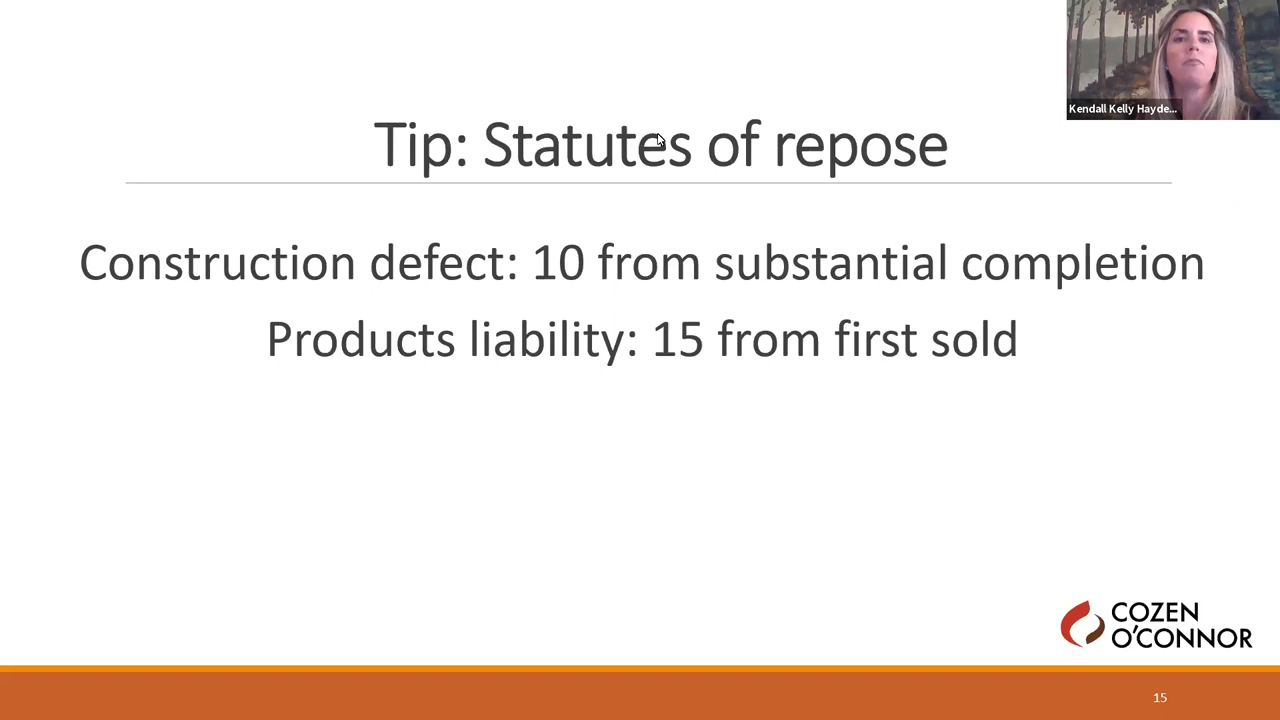 Kendall Kelly Hayde...
Tip: Statutes of repose
Construction defect: 10 from substantial completion
Products liability: 15 from first sold
COZEN
O'CONNOR
15